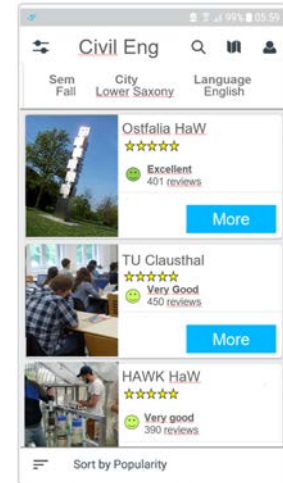 99% 05:59
Civil Eng
Sem City Language
Fall Lower Saxony English
Ostfalia HaW
Excellent
401 reviews
More
TU Clausthal
Very Good
450 reviews
More
HAWK HaW
Very good
390 reviews
Sort by Popularity